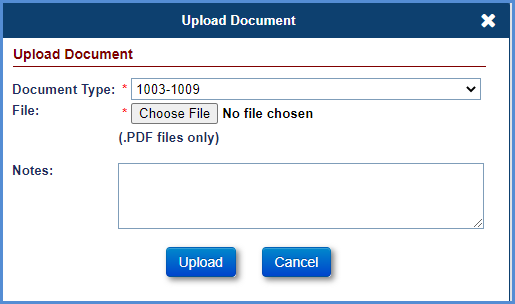 Upload Document
Upload Document
Document Type: * 1003-1009
File: * Choose File No file chosen
(.PDF files only)
Notes:
Upload Cancel